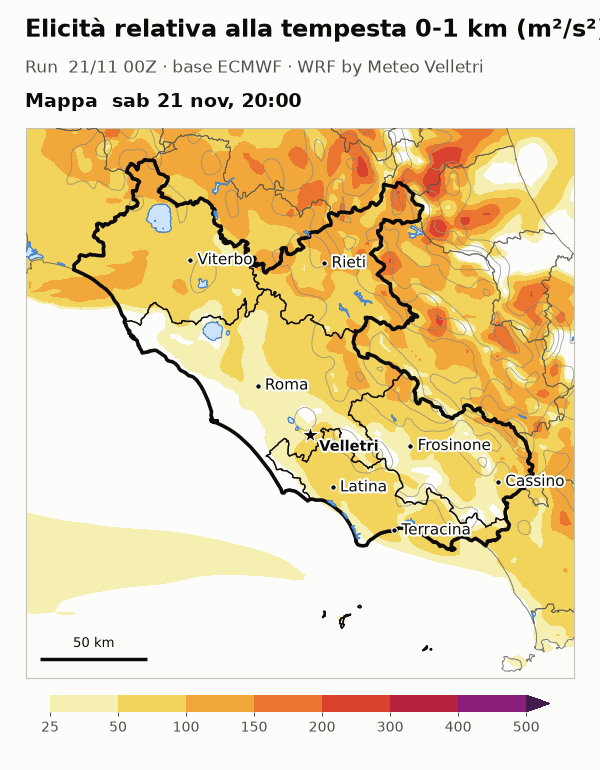 Elicità relativa alla tempesta 0-1 km (m²/s²)
Run 21/11 00Z · base ECMWF · WRF by Meteo Velletri
Mappa sab 21 nov, 20:00
Viterbo
Rieti
Roma
Velletri
Frosinone
Cassino
Latina
Terracina
50 km
25 50 100 150 200 300 400 500